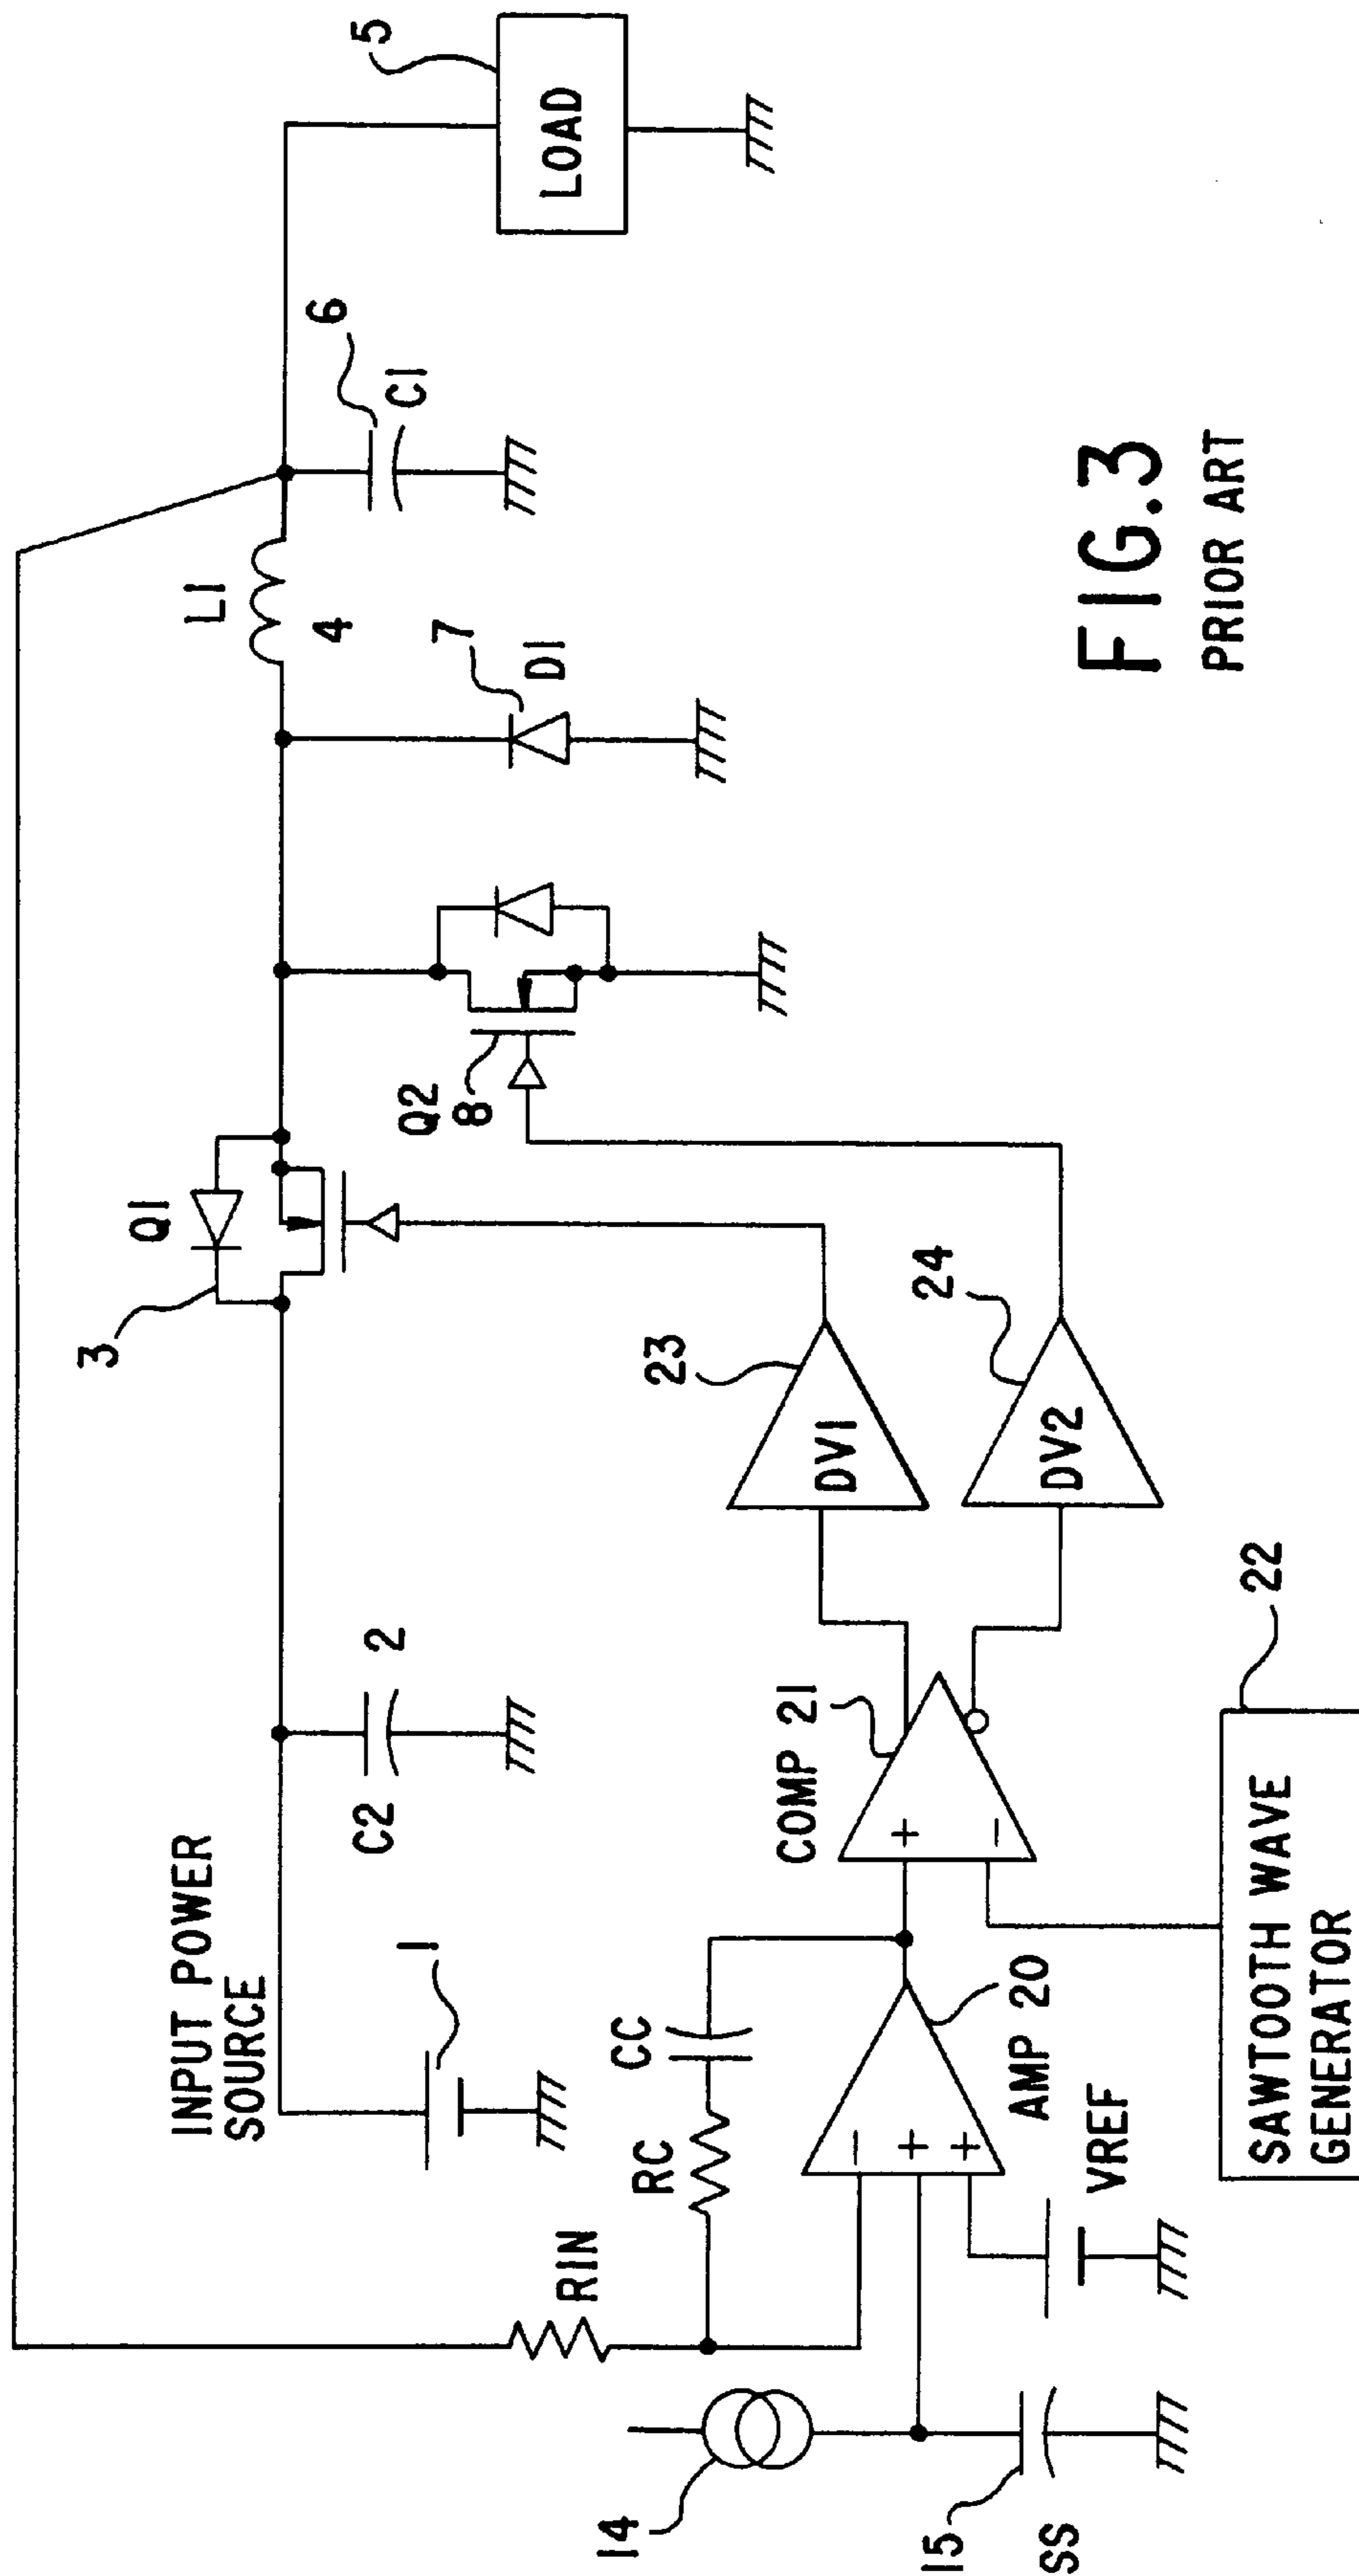 INPUT POWER
SOURCE
1
C2
2
3
Q1
L1
4
Q2
8
7
D1
6
C1
5
LOAD
RIN
RC
CC
14
15
SS
VREF
AMP 20
COMP 21
23
DV1
24
DV2
22
SAWTOOTH WAVE
GENERATOR
- + +
+ -
FIG.3
PRIOR ART